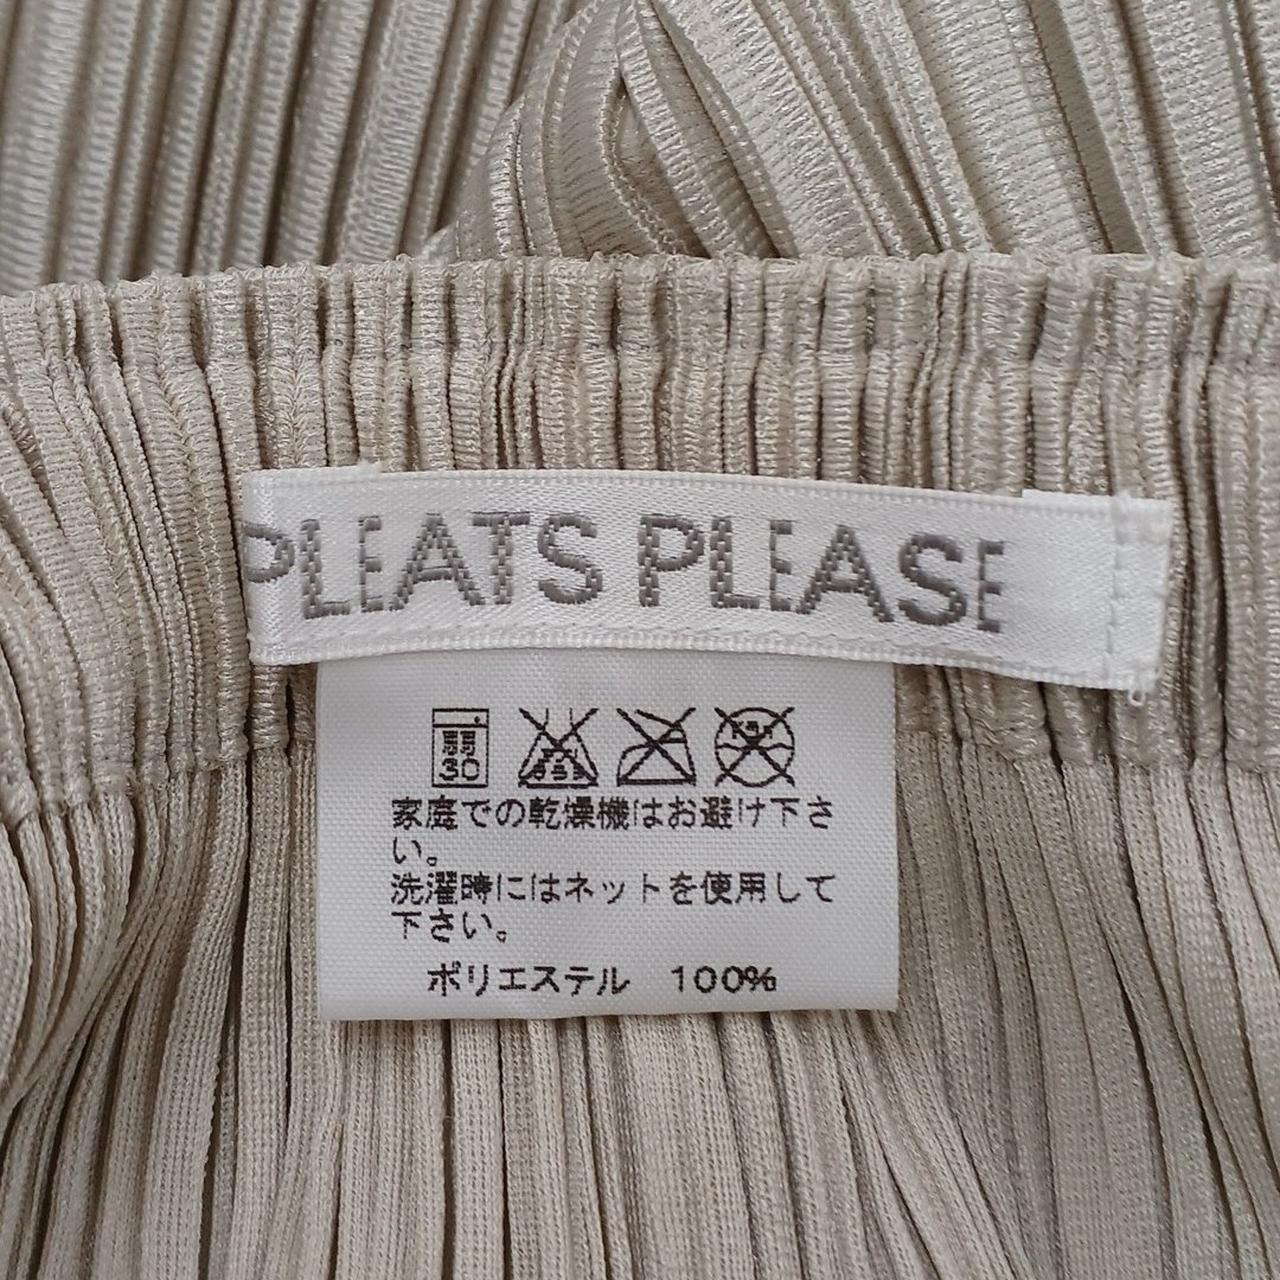 PLEATS PLEASE
弱
30
家庭での乾燥機はお避け下さ
い。
洗濯時にはネットを使用して
下さい。
ポリエステル 100%